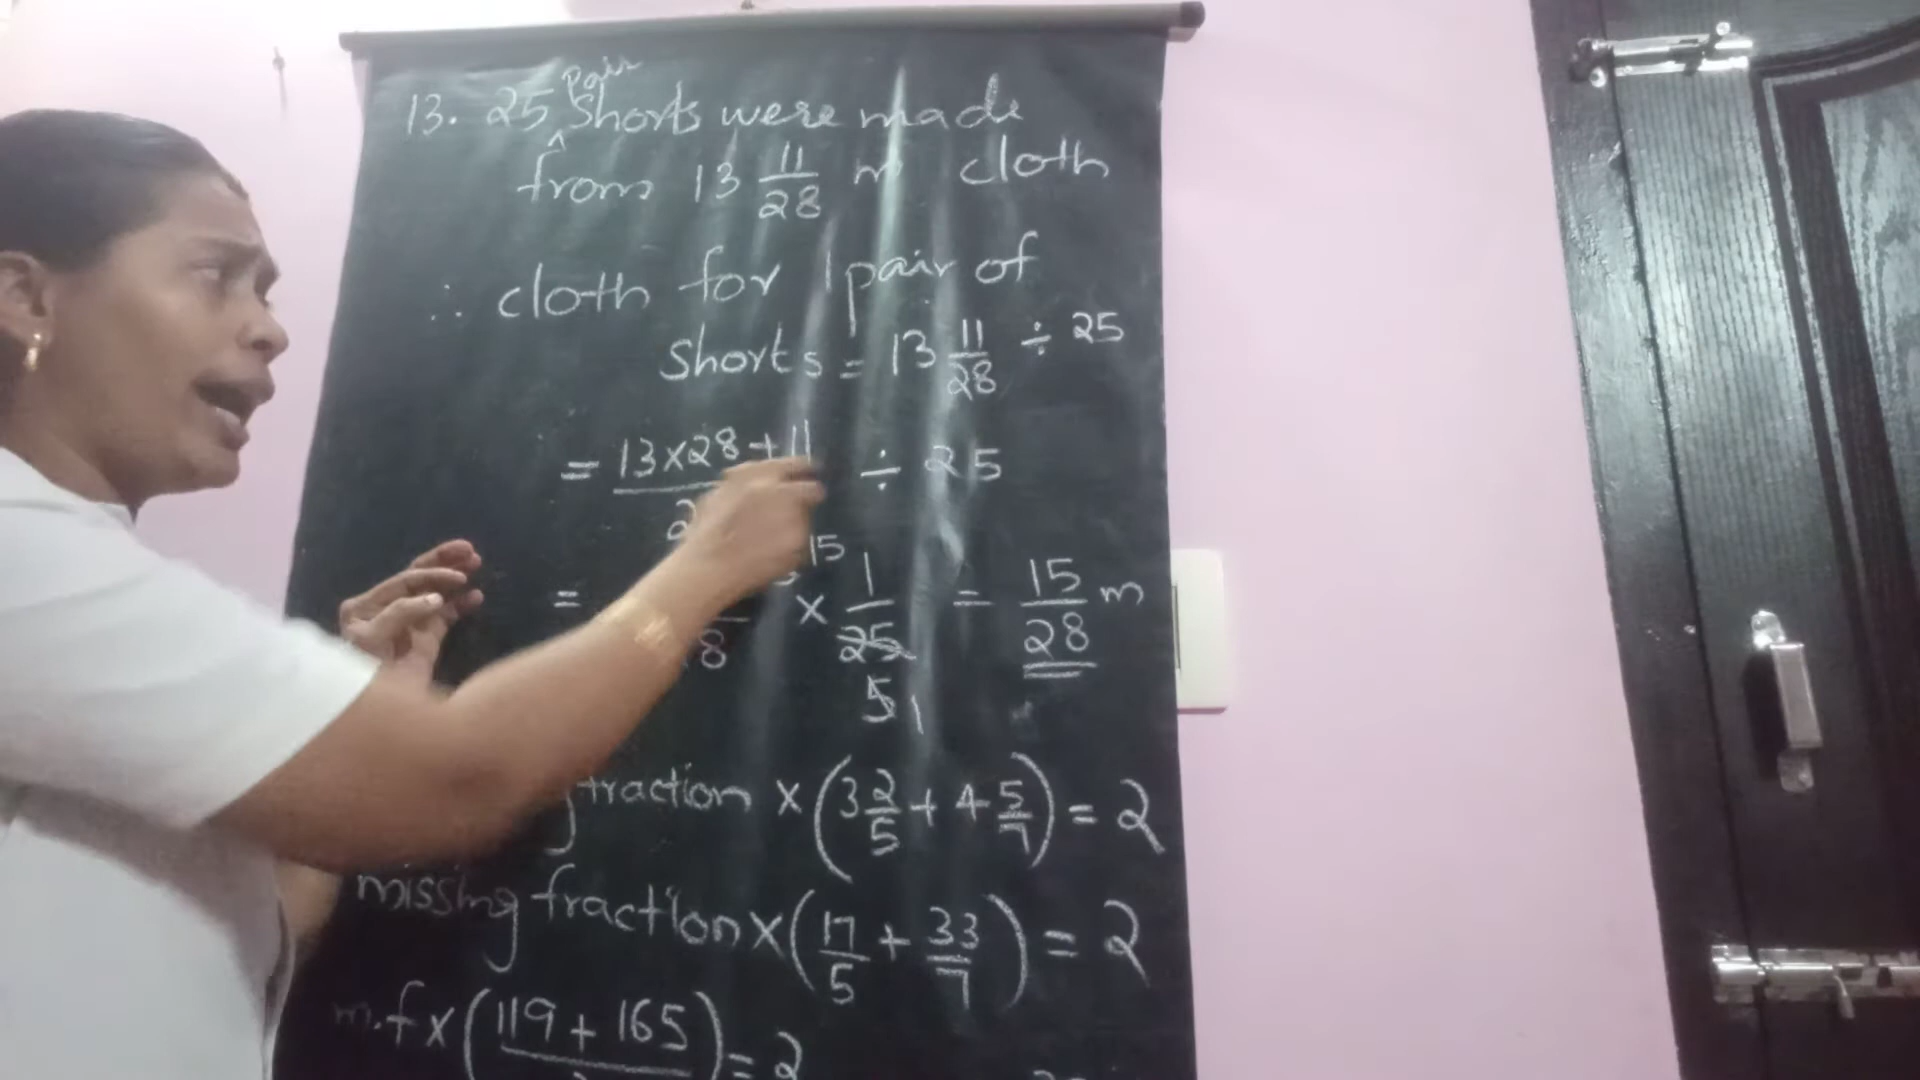 pair
13. 25 ^ Shorts were made
from 13 11/28 m cloth
∴ cloth for 1 pair of
Shorts = 13 11/28 ÷ 25
= 13×28+11 ÷ 25
15
= × 1/25 = 15/28 m
5 1
fraction × (3 2/5 + 4 5/7) = 2
missing fraction × (17/5 + 33/7) = 2
m.f × (119 + 165) = 2